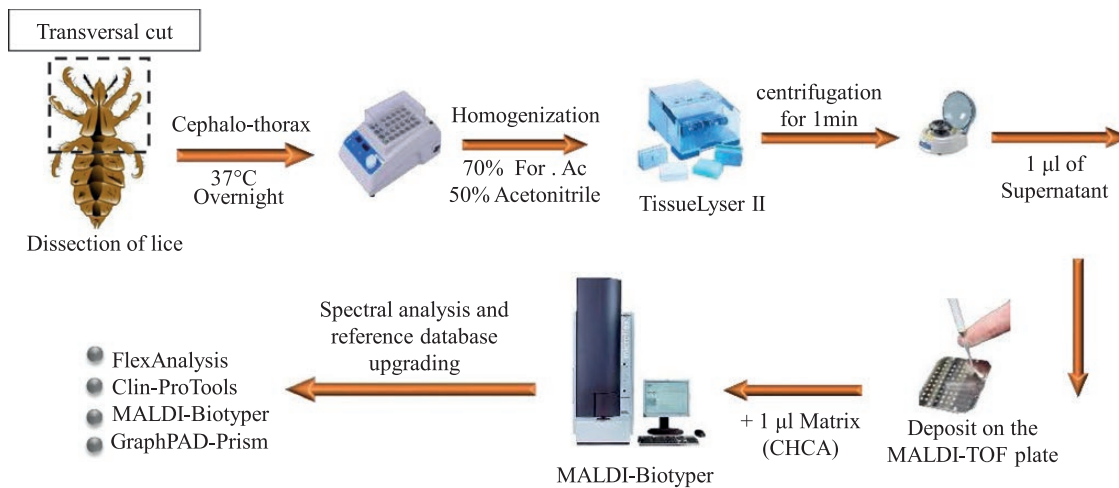 Transversal cut
Cephalo-thorax
37°C
Overnight
Dissection of lice
Homogenization
70% For . Ac
50% Acetonitrile
TissueLyser II
centrifugation
for 1min
1 µl of
Supernatant
Deposit on the
MALDI-TOF plate
+ 1 µl Matrix
(CHCA)
MALDI-Biotyper
Spectral analysis and
reference database
upgrading
FlexAnalysis
Clin-ProTools
MALDI-Biotyper
GraphPAD-Prism